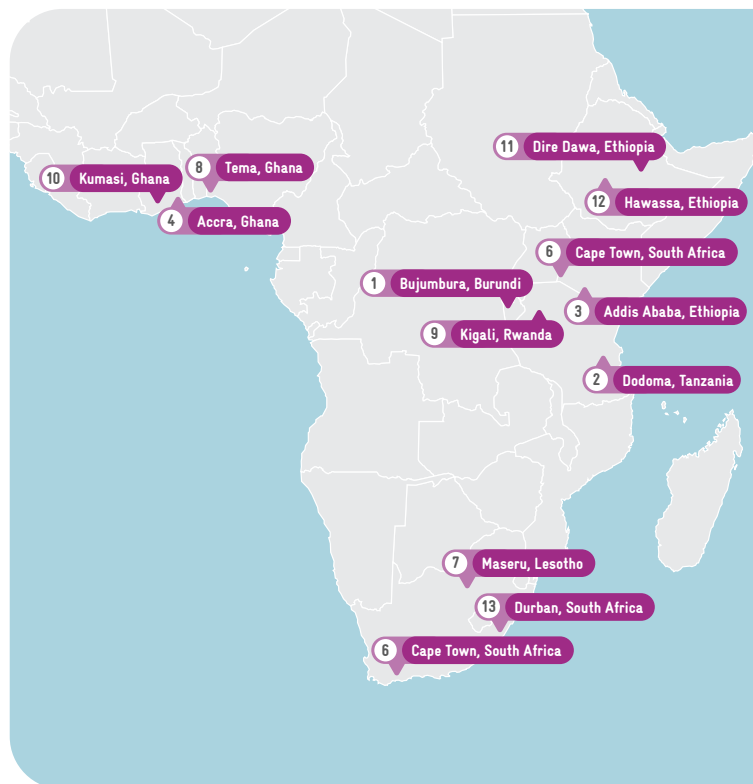 11 Dire Dawa, Ethiopia
8 Tema, Ghana
10 Kumasi, Ghana
12 Hawassa, Ethiopia
4 Accra, Ghana
6 Cape Town, South Africa
1 Bujumbura, Burundi
3 Addis Ababa, Ethiopia
9 Kigali, Rwanda
2 Dodoma, Tanzania
7 Maseru, Lesotho
13 Durban, South Africa
6 Cape Town, South Africa